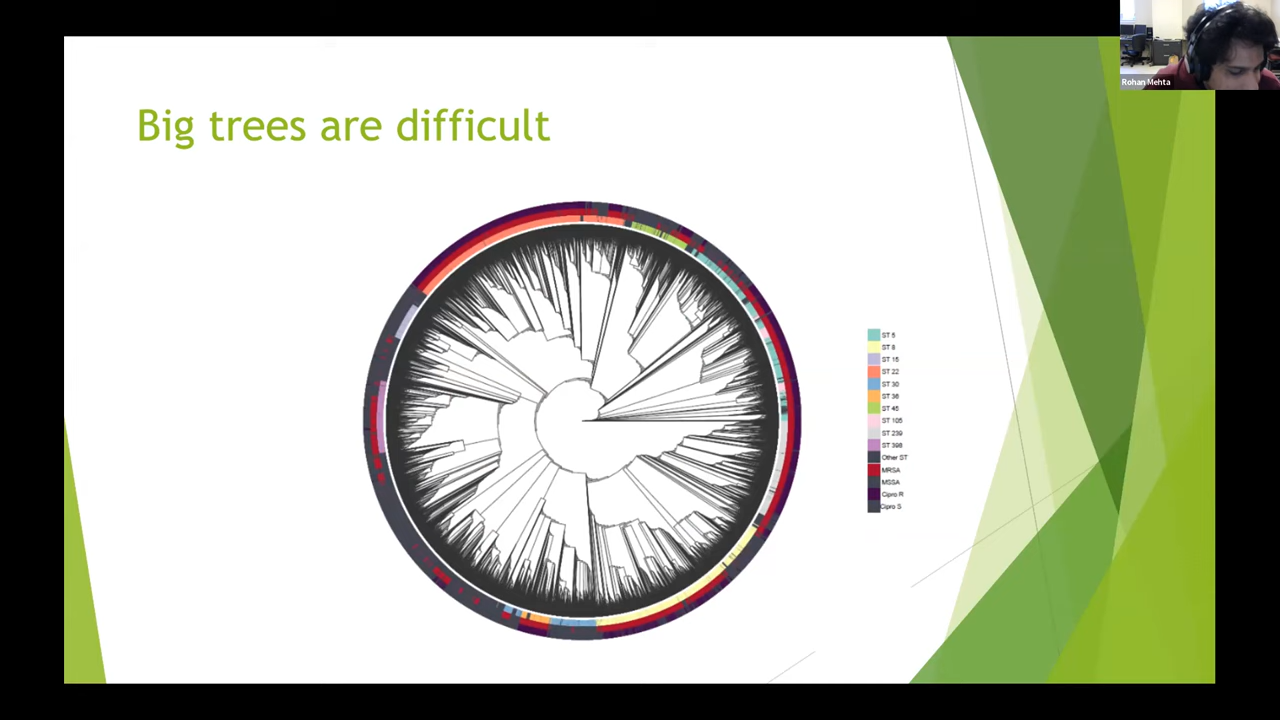 Rohan Mehta
Big trees are difficult
ST 5
ST 8
ST 15
ST 22
ST 30
ST 36
ST 45
ST 105
ST 239
ST 398
Other ST
MRSA
MSSA
Cipro R
Cipro S